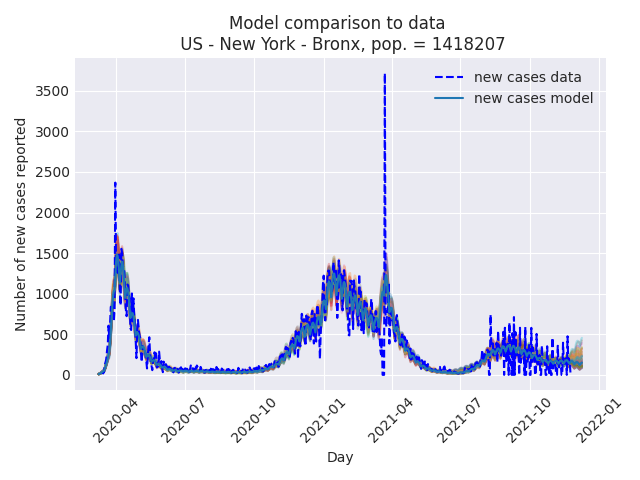 Model comparison to data
US - New York - Bronx, pop. = 1418207
new cases data
new cases model
Number of new cases reported
3500
3000
2500
2000
1500
1000
500
0
2020-04
2020-07
2020-10
2021-01
2021-04
2021-07
2021-10
2022-01
Day